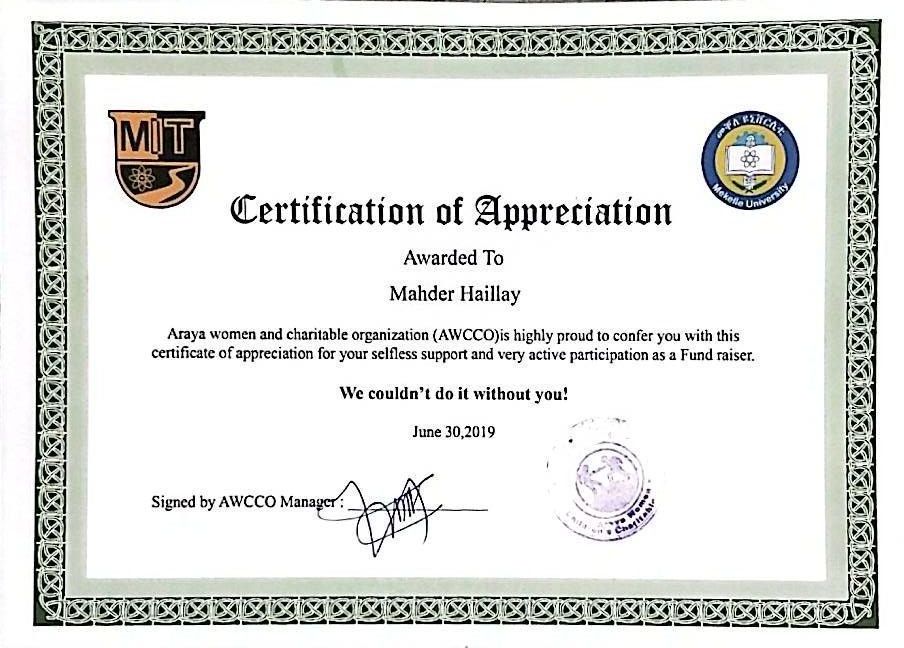 MIT
መቐለ ዩኒቨርሲቲ
Mekelle University
Certification of Appreciation
Awarded To
Mahder Haillay
Araya women and charitable organization (AWCCO)is highly proud to confer you with this
certificate of appreciation for your selfless support and very active participation as a Fund raiser.
We couldn't do it without you!
June 30,2019
Signed by AWCCO Manager :
Araya Women
Children's Charitable